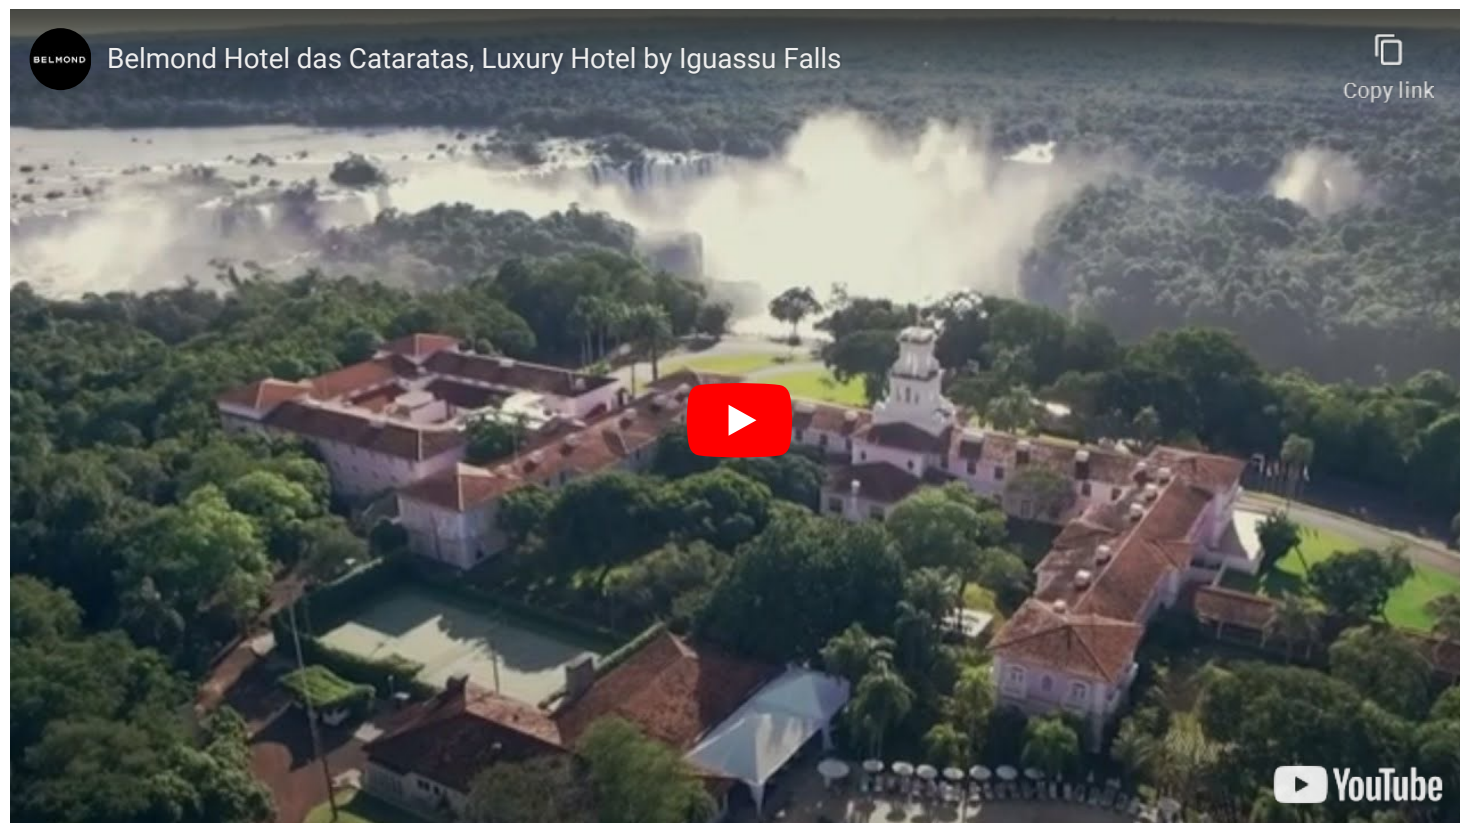 BELMOND
Belmond Hotel das Cataratas, Luxury Hotel by Iguassu Falls
Copy link
YouTube